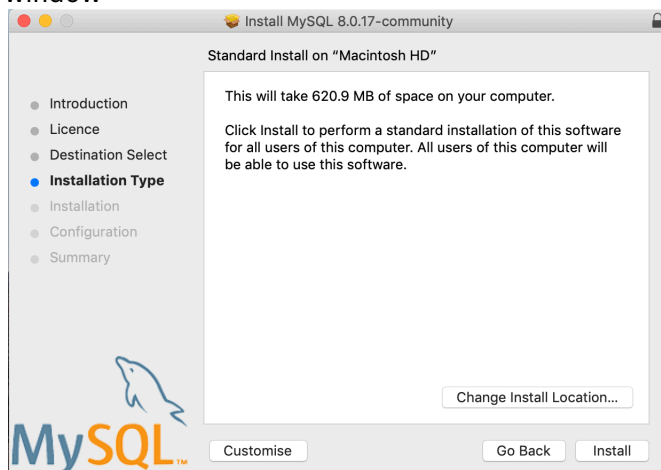 window
Install MySQL 8.0.17-community
Standard Install on “Macintosh HD”
Introduction
Licence
Destination Select
Installation Type
Installation
Configuration
Summary
This will take 620.9 MB of space on your computer.
Click Install to perform a standard installation of this software
for all users of this computer. All users of this computer will
be able to use this software.
Change Install Location...
MySQL™
Customise
Go Back
Install